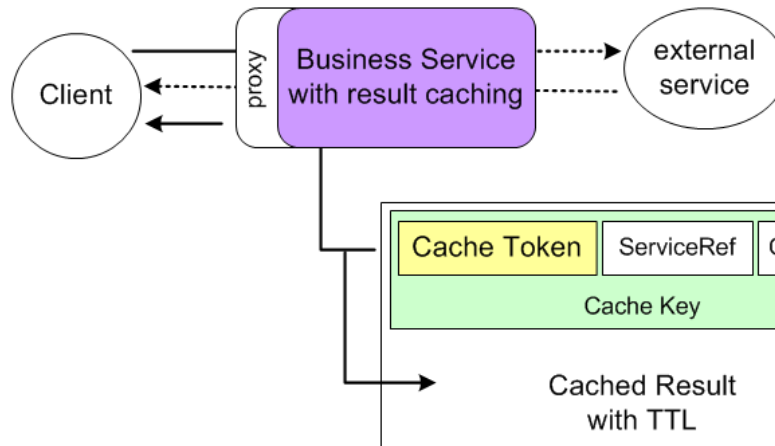 Client
proxy
Business Service
with result caching
external
service
Cache Token
ServiceRef
Cache Key
Cached Result
with TTL